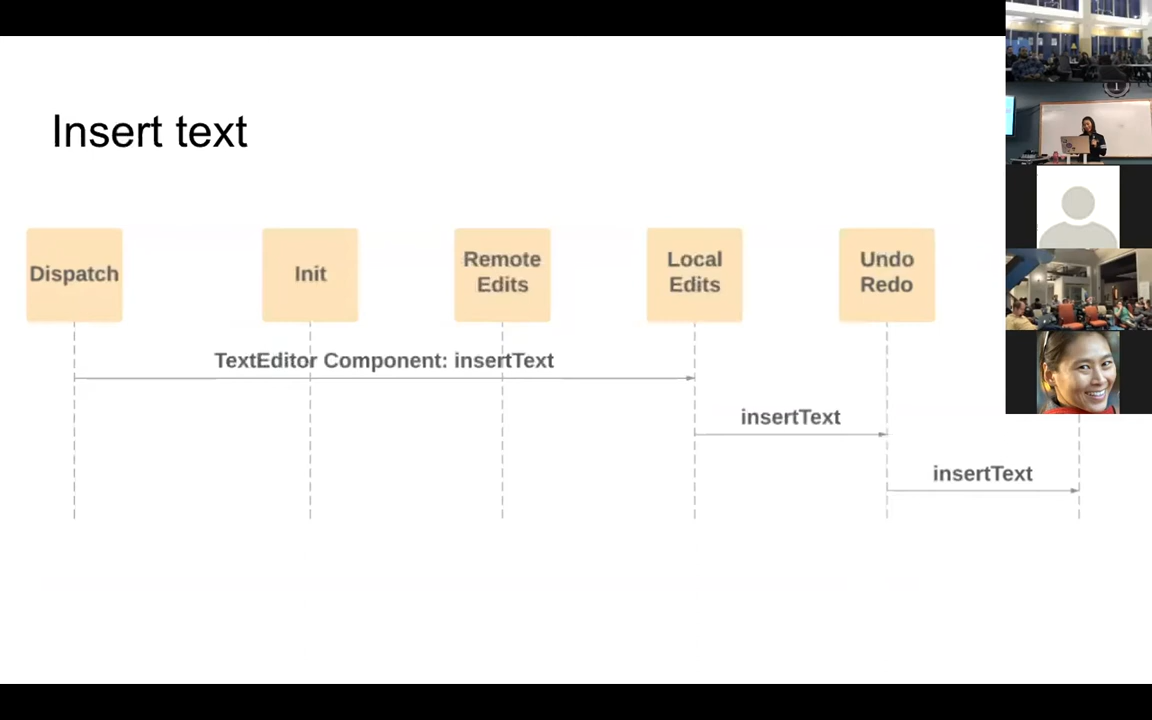 Insert text
Dispatch
Init
Remote
Edits
Local
Edits
Undo
Redo
TextEditor Component: insertText
insertText
insertText